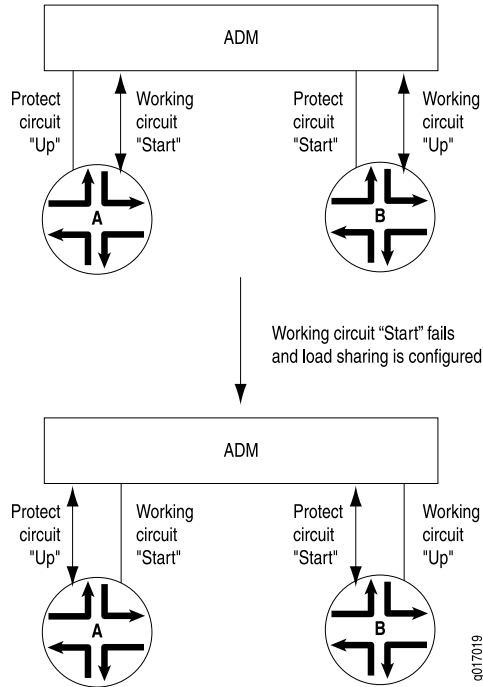 ADM
Protect
circuit
"Up"
Working
circuit
"Start"
Protect
circuit
"Start"
Working
circuit
"Up"
A
B
Working circuit “Start” fails
and load sharing is configured
ADM
Protect
circuit
"Up"
Working
circuit
"Start"
Protect
circuit
"Start"
Working
circuit
"Up"
A
B
g017019